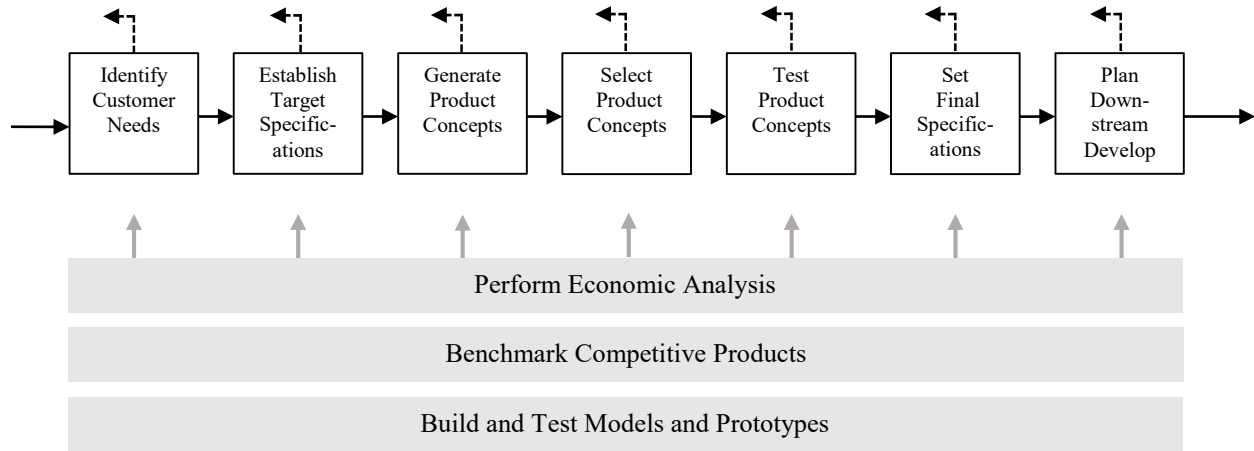 Identify
Customer
Needs
Establish
Target
Specific-
ations
Generate
Product
Concepts
Select
Product
Concepts
Test
Product
Concepts
Set
Final
Specific-
ations
Plan
Down-
stream
Develop
Perform Economic Analysis
Benchmark Competitive Products
Build and Test Models and Prototypes